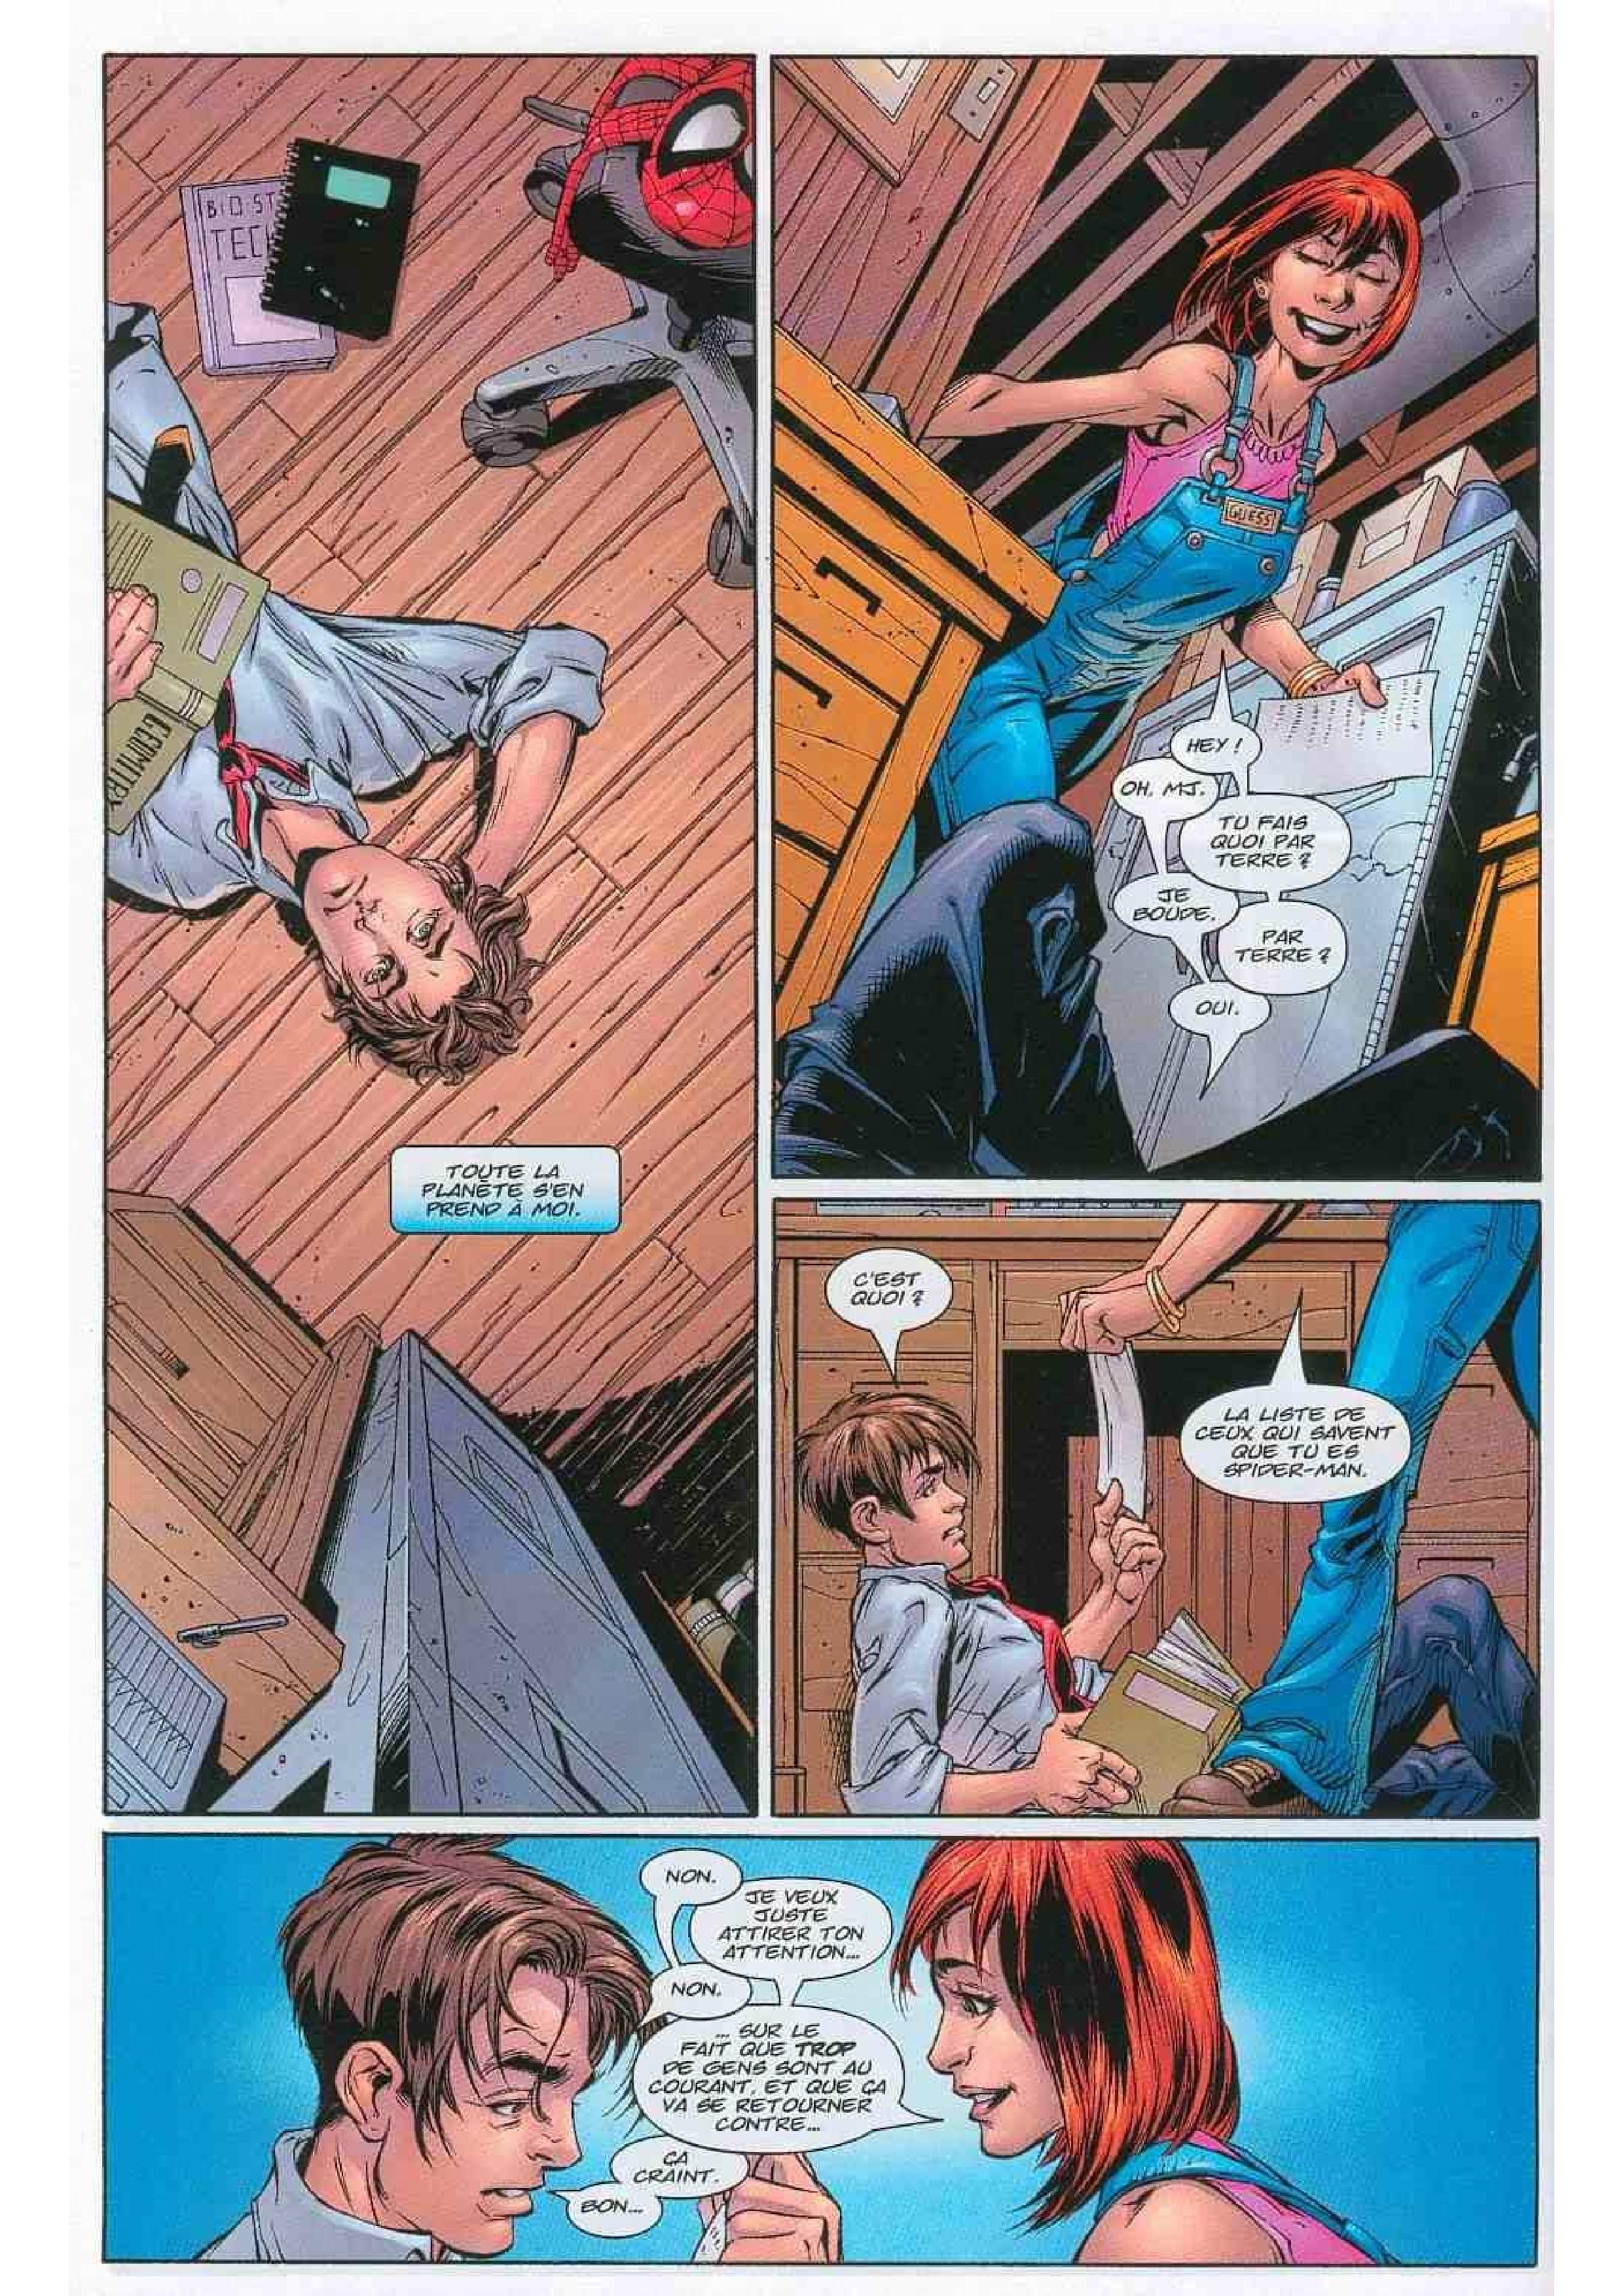 BIO ST
TECH
GEOMITRY
TOUTE LA
PLANÈTE S'EN
PREND À MOI.
GUESS
HEY !
OH, MJ.
TU FAIS
QUOI PAR
TERRE ?
JE
BOUDE.
PAR
TERRE ?
OUI.
C'EST
QUOI ?
LA LISTE DE
CEUX QUI SAVENT
QUE TU ES
SPIDER-MAN.
NON.
JE VEUX
JUSTE
ATTIRER TON
ATTENTION...
NON.
... SUR LE
FAIT QUE TROP
DE GENS SONT AU
COURANT. ET QUE ÇA
VA SE RETOURNER
CONTRE...
ÇA
CRAINT.
BON...